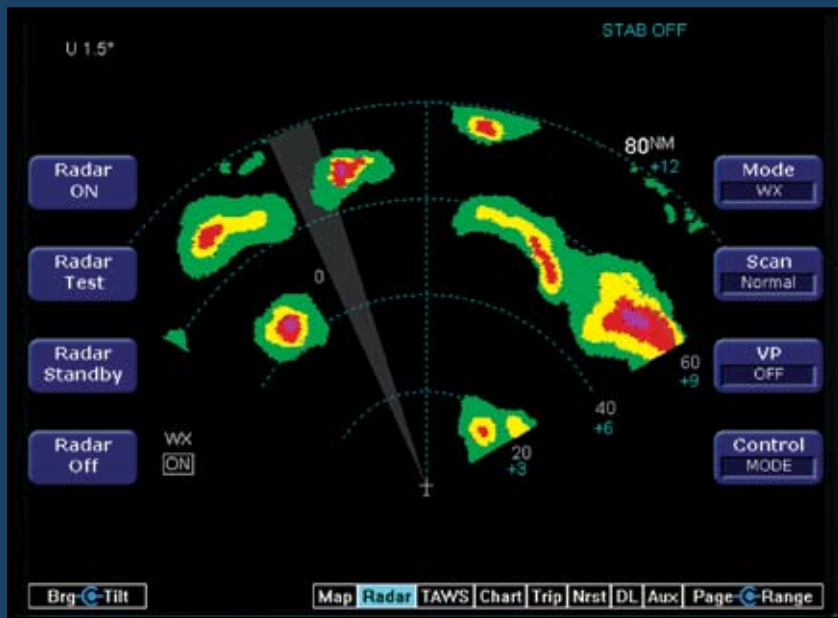 STAB OFF
U 1.5°
80NM
+12
Radar
ON
Mode
WX
Radar
Test
0
Scan
Normal
Radar
Standby
60
+9
VP
OFF
40
+6
Radar
Off
WX
ON
20
+3
Control
MODE
Brg Tilt
Map Radar TAWS Chart Trip Nrst DL Aux Page Range